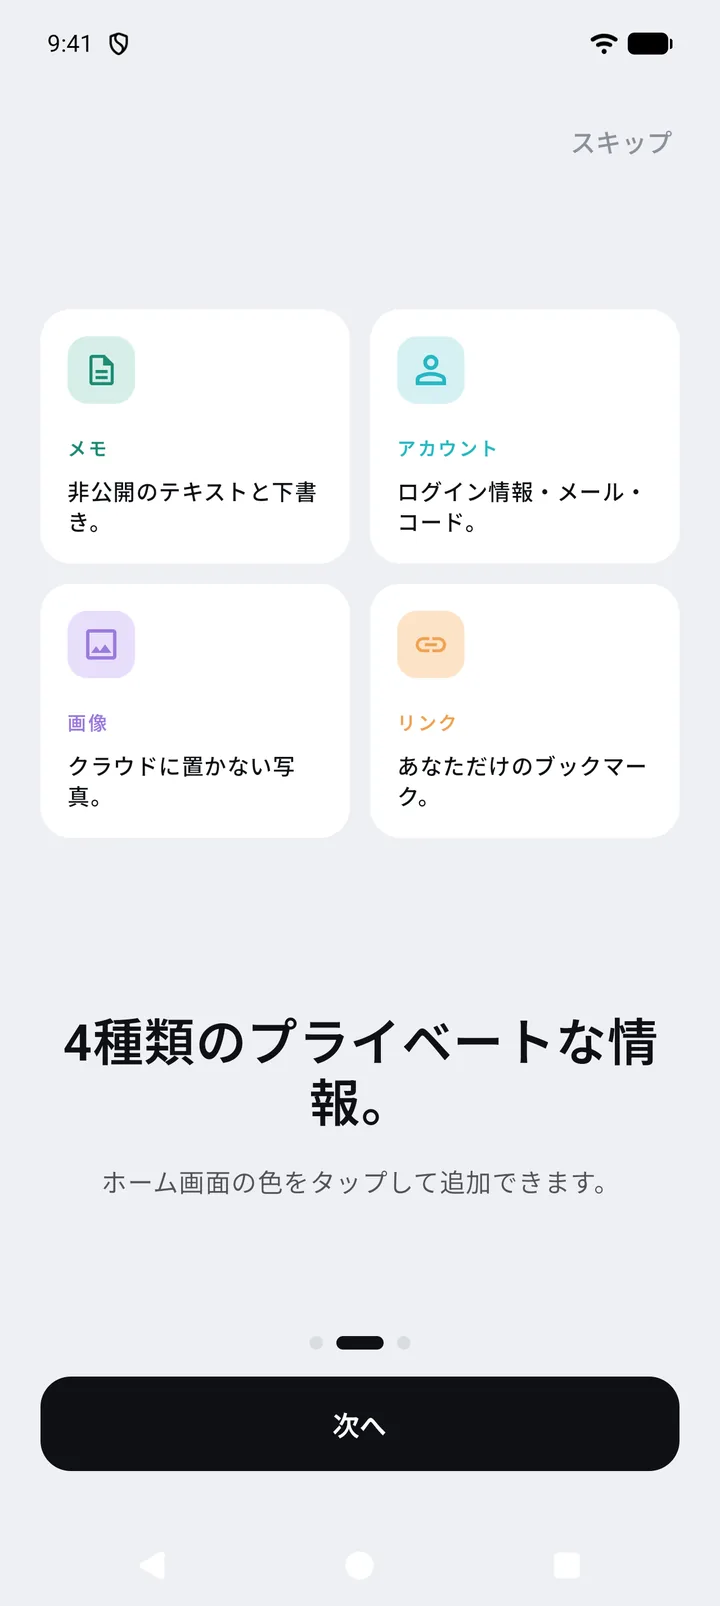 9:41
スキップ
メモ
非公開のテキストと下書
き。
アカウント
ログイン情報・メール・
コード。
画像
クラウドに置かない写
真。
リンク
あなただけのブックマー
ク。
4種類のプライベートな情
報。
ホーム画面の色をタップして追加できます。
次へ